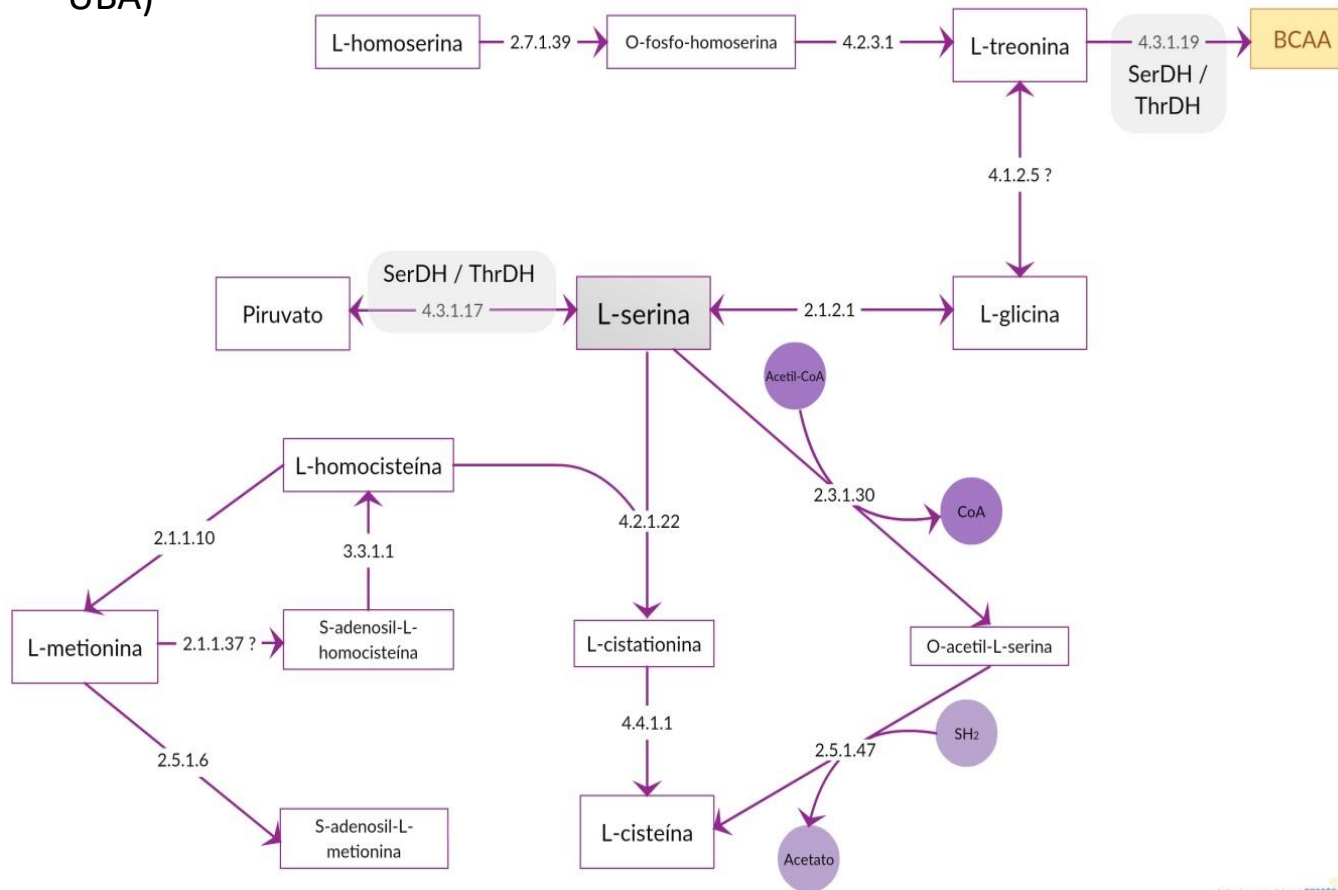 UBA)
L-homoserina 2.7.1.39 O-fosfo-homoserina 4.2.3.1 L-treonina 4.3.1.19 BCAA
SerDH /
ThrDH
4.1.2.5 ?
SerDH / ThrDH
Piruvato 4.3.1.17 L-serina 2.1.2.1 L-glicina
Acetil-CoA
L-homocisteína
2.3.1.30
CoA
4.2.1.22
2.1.1.10
3.3.1.1
L-metionina 2.1.1.37 ?
S-adenosil-L-
homocisteína
L-cistationina
O-acetil-L-serina
4.4.1.1
SH2
2.5.1.47
2.5.1.6
S-adenosil-L-
metionina
L-cisteína
Acetato